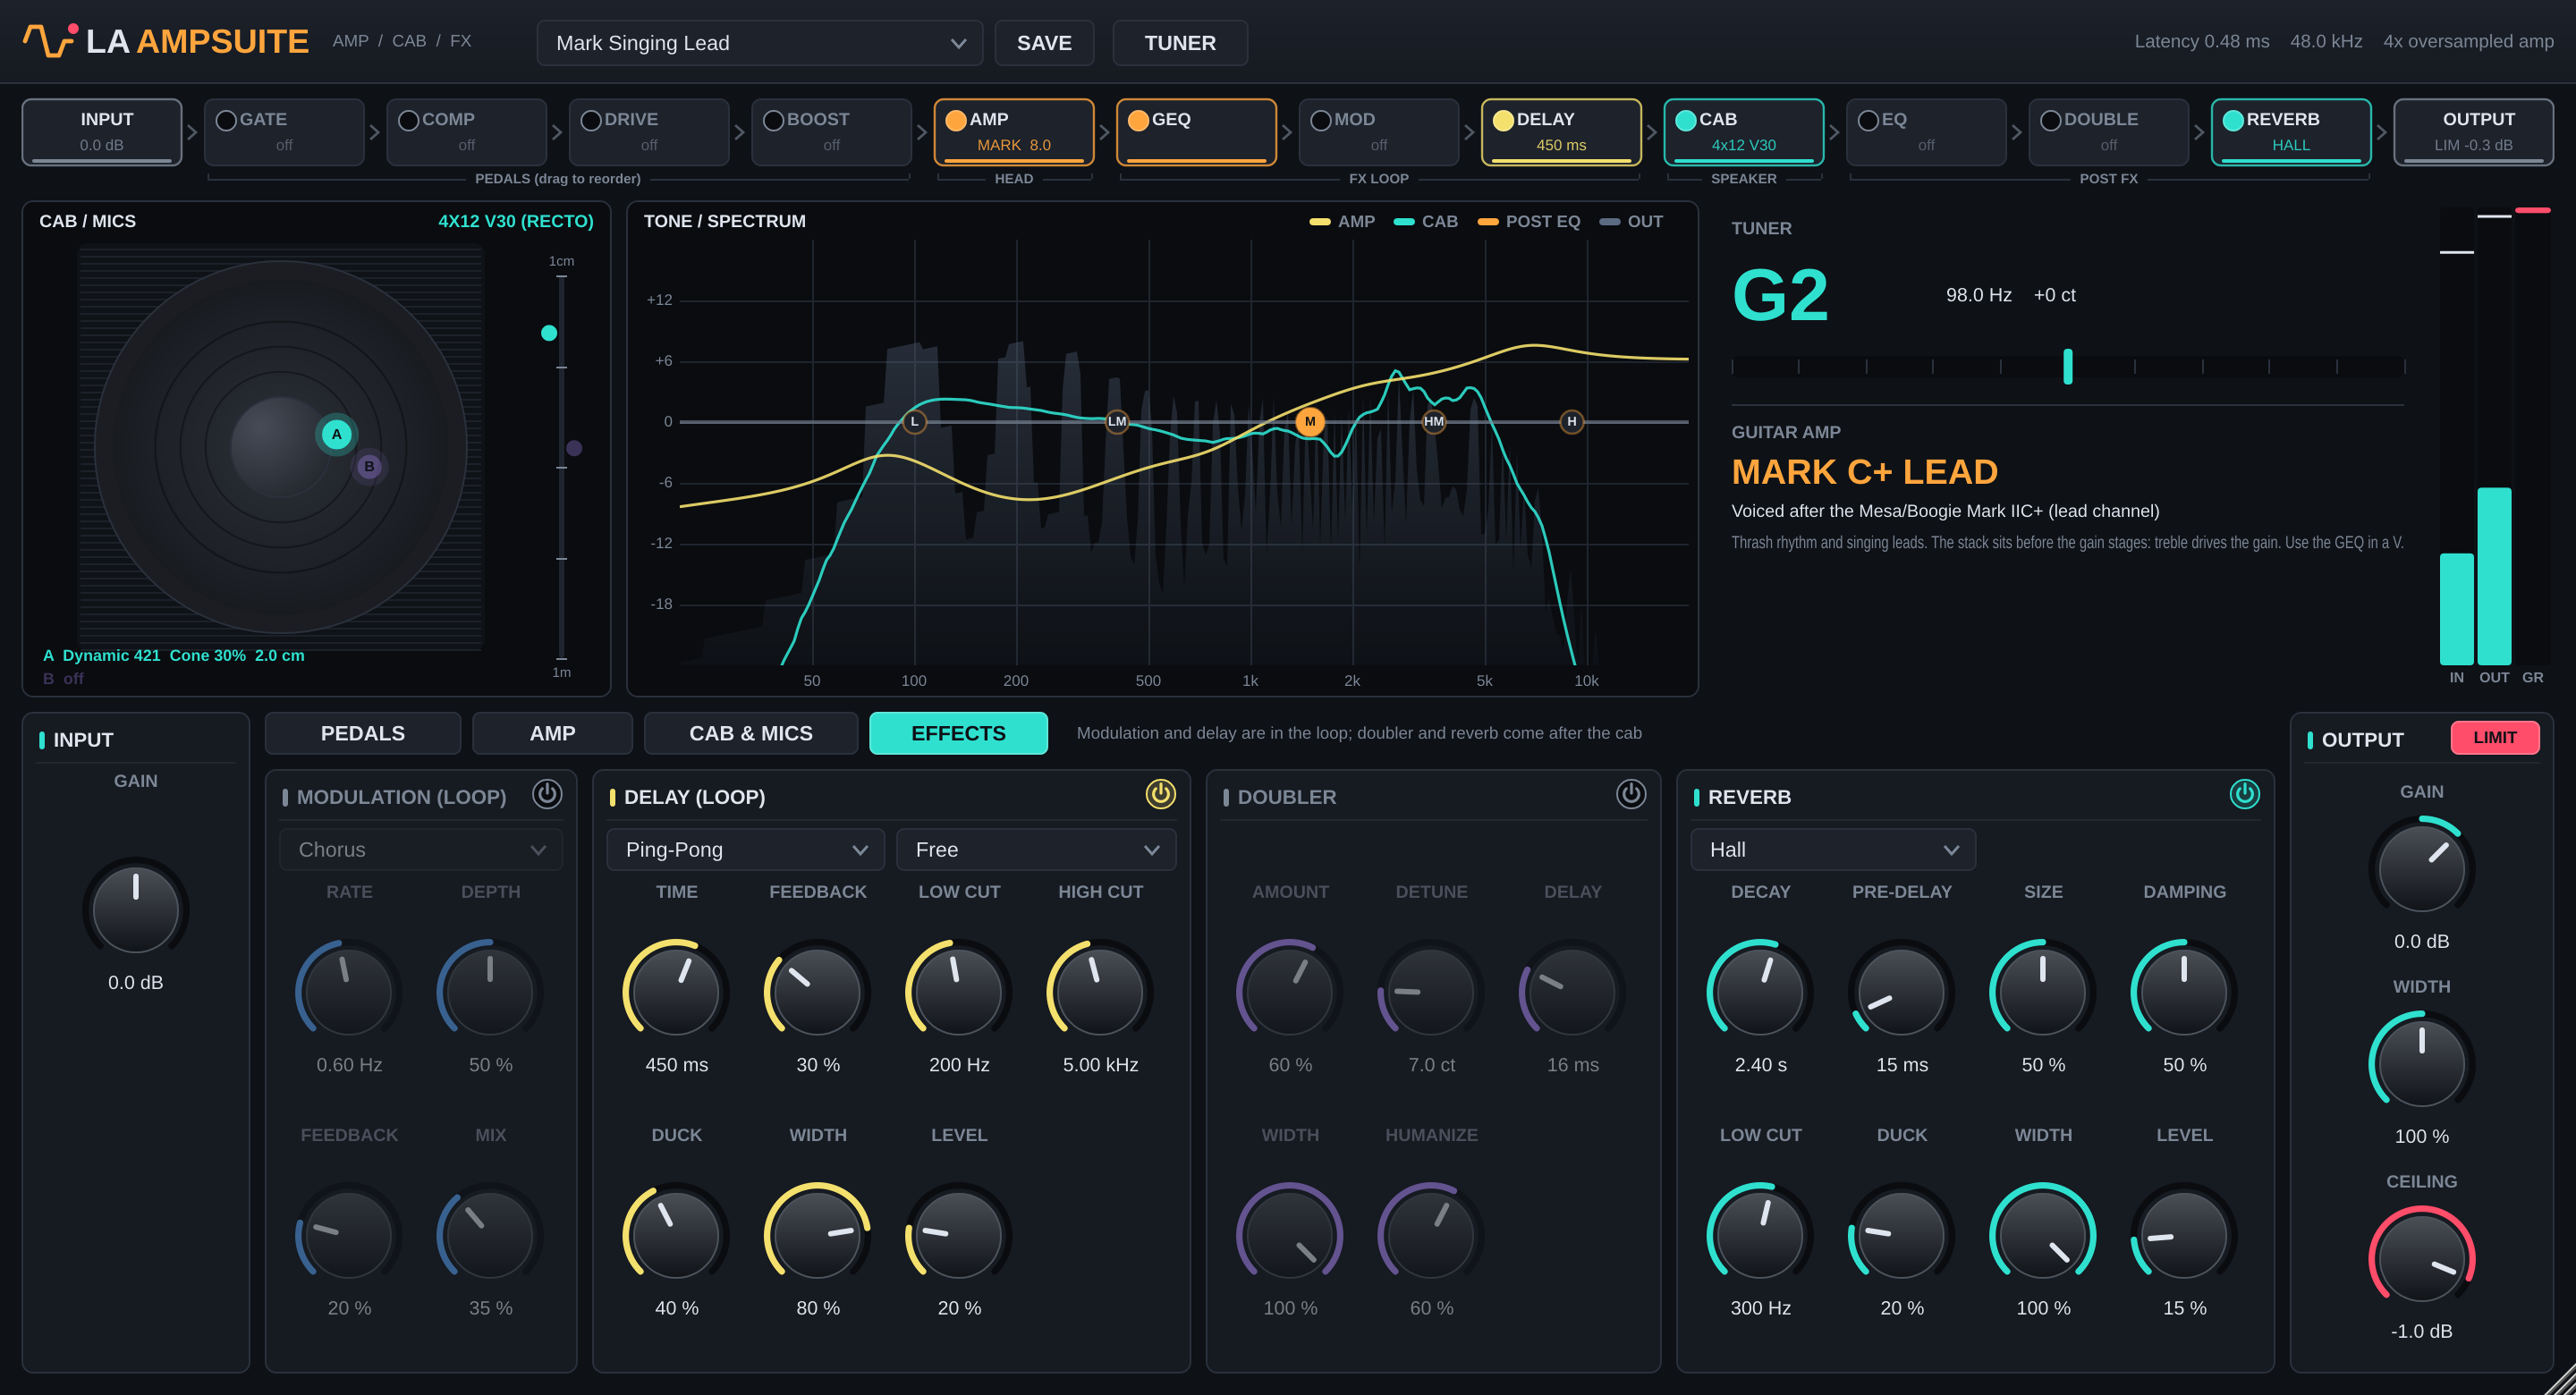 LA AMPSUITE AMP / CAB / FX Mark Singing Lead SAVE TUNER Latency 0.48 ms 48.0 kHz 4x oversampled amp
INPUT GATE COMP DRIVE BOOST AMP GEQ MOD DELAY CAB EQ DOUBLE REVERB OUTPUT
0.0 dB off off off off MARK 8.0 off 450 ms 4x12 V30 off off HALL LIM -0.3 dB
PEDALS (drag to reorder) HEAD FX LOOP SPEAKER POST FX
CAB / MICS 4X12 V30 (RECTO)
1cm
A
B
A Dynamic 421 Cone 30% 2.0 cm
B off
1m
TONE / SPECTRUM AMP CAB POST EQ OUT
+12
+6
0
-6
-12
-18
L LM M HM H
50 100 200 500 1k 2k 5k 10k
TUNER
G2 98.0 Hz +0 ct
GUITAR AMP
MARK C+ LEAD
Voiced after the Mesa/Boogie Mark IIC+ (lead channel)
Thrash rhythm and singing leads. The stack sits before the gain stages: treble drives the gain. Use the GEQ in a V.
IN OUT GR
INPUT
GAIN
0.0 dB
PEDALS AMP CAB & MICS EFFECTS Modulation and delay are in the loop; doubler and reverb come after the cab
MODULATION (LOOP)
Chorus
RATE DEPTH
0.60 Hz 50 %
FEEDBACK MIX
20 % 35 %
DELAY (LOOP)
Ping-Pong Free
TIME FEEDBACK LOW CUT HIGH CUT
450 ms 30 % 200 Hz 5.00 kHz
DUCK WIDTH LEVEL
40 % 80 % 20 %
DOUBLER
AMOUNT DETUNE DELAY
60 % 7.0 ct 16 ms
WIDTH HUMANIZE
100 % 60 %
REVERB
Hall
DECAY PRE-DELAY SIZE DAMPING
2.40 s 15 ms 50 % 50 %
LOW CUT DUCK WIDTH LEVEL
300 Hz 20 % 100 % 15 %
OUTPUT LIMIT
GAIN
0.0 dB
WIDTH
100 %
CEILING
-1.0 dB